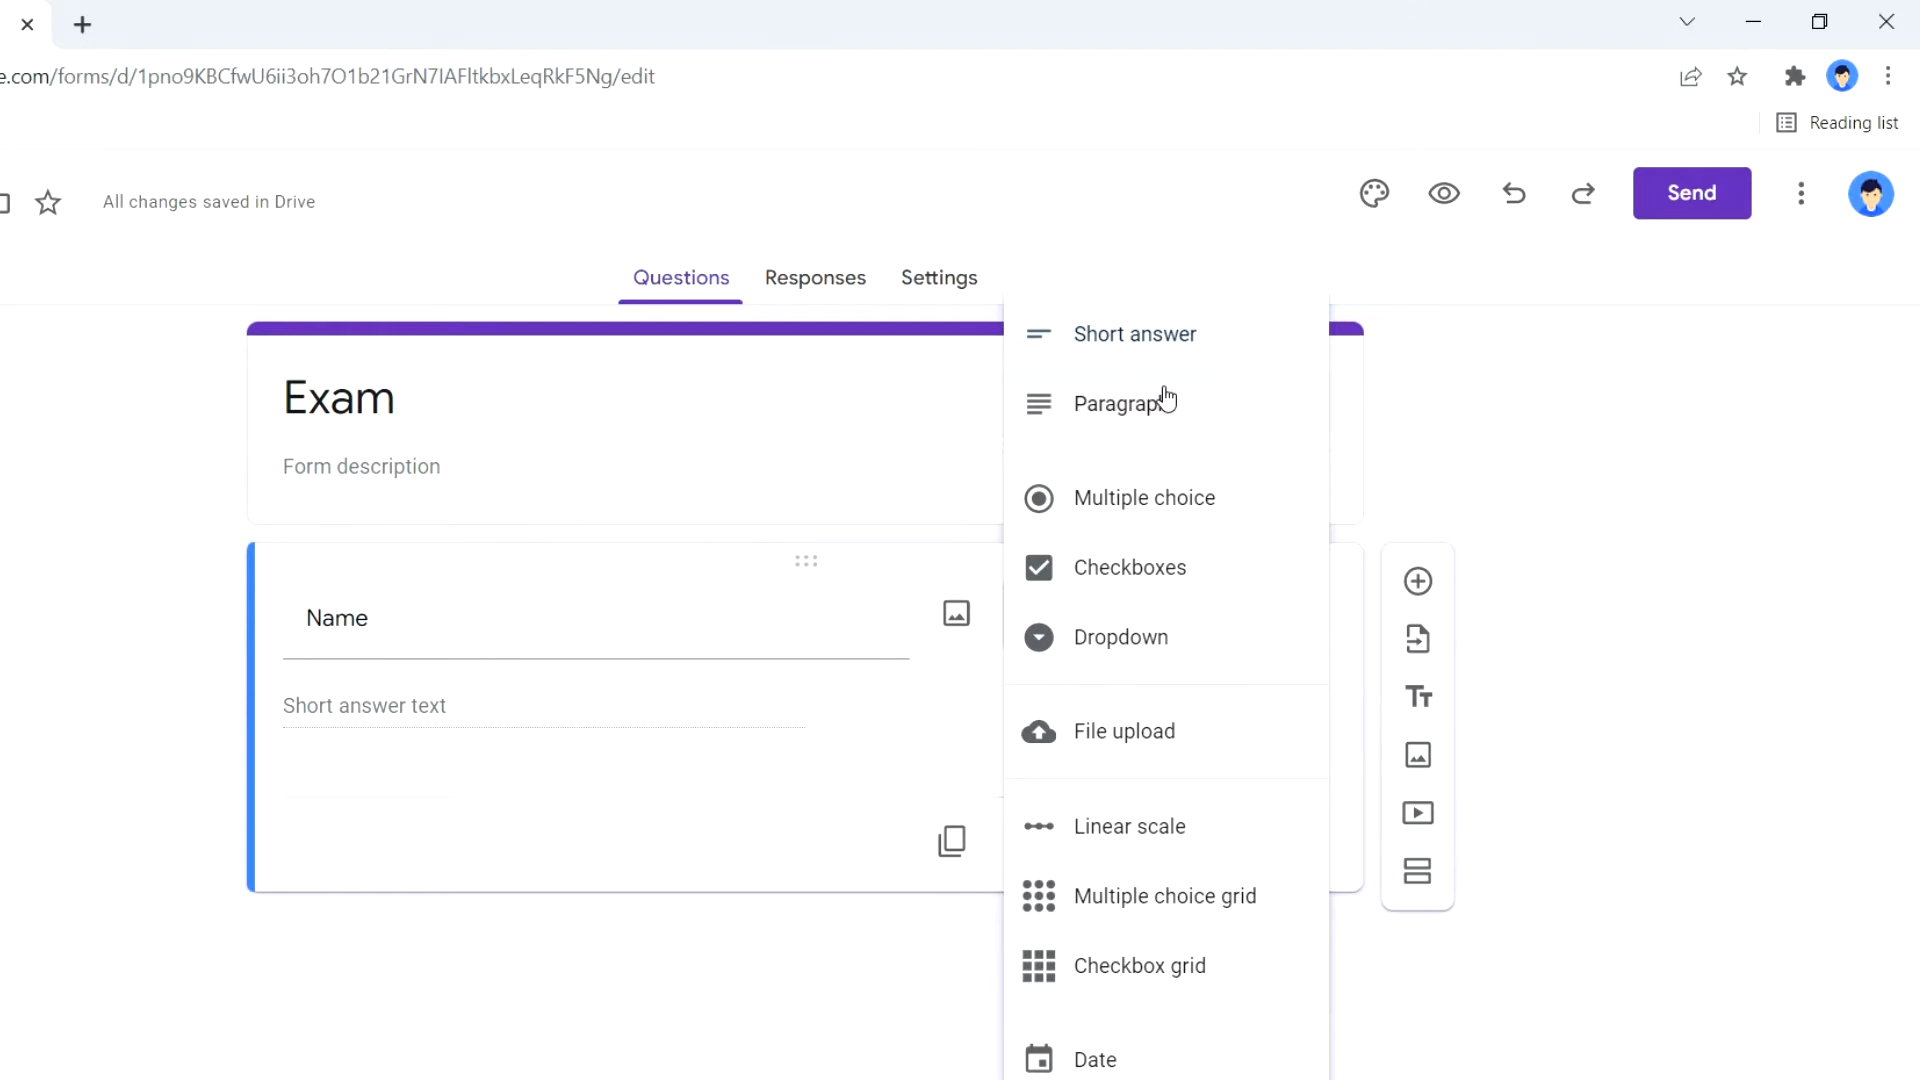 e.com/forms/d/1pno9KBCfwU6ii3oh7O1b21GrN7IAFltkbxLeqRkF5Ng/edit
Reading list
All changes saved in Drive
Send
Questions Responses Settings
Exam
Form description
Name
Short answer text
Short answer
Paragraph
Multiple choice
Checkboxes
Dropdown
File upload
Linear scale
Multiple choice grid
Checkbox grid
Date